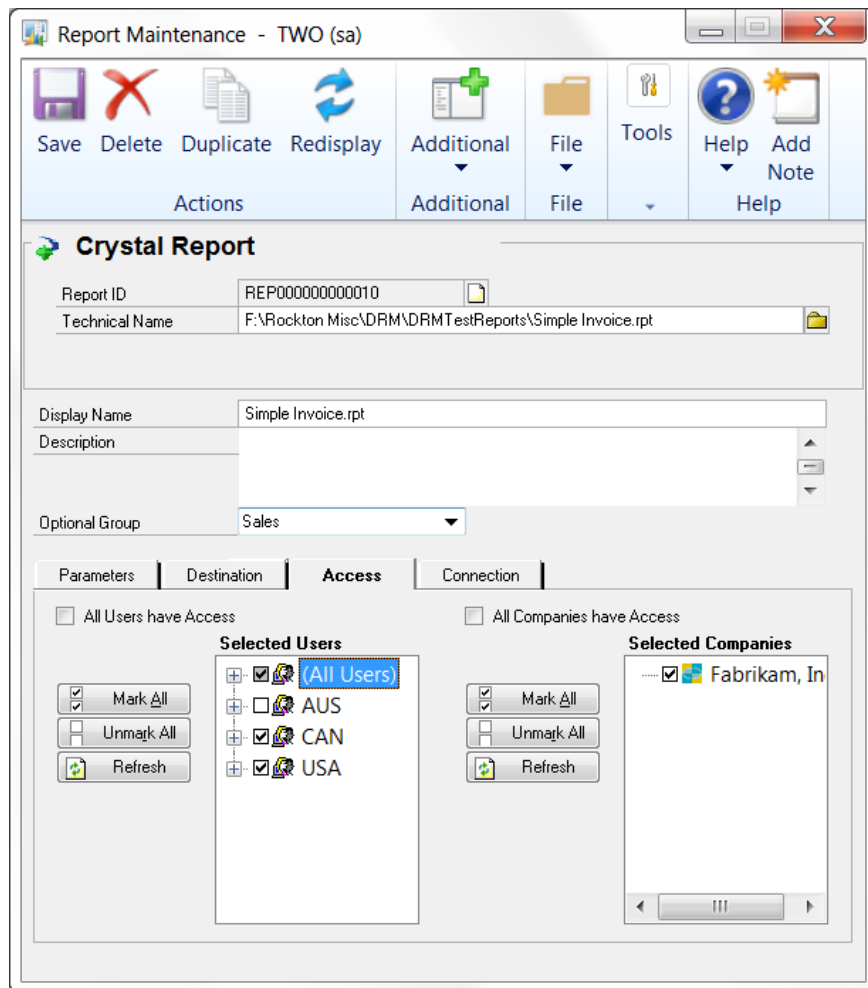 Report Maintenance - TWO (sa)
Save Delete Duplicate Redisplay Additional File Tools Help Add Note
Actions Additional File Help
Crystal Report
Report ID REP000000000010
Technical Name F:\Rockton Misc\DRM\DRMTestReports\Simple Invoice.rpt
Display Name Simple Invoice.rpt
Description
Optional Group Sales
Parameters Destination Access Connection
All Users have Access All Companies have Access
Selected Users Selected Companies
(All Users) Fabrikam, In
Mark All AUS Mark All
Unmark All CAN Unmark All
Refresh USA Refresh